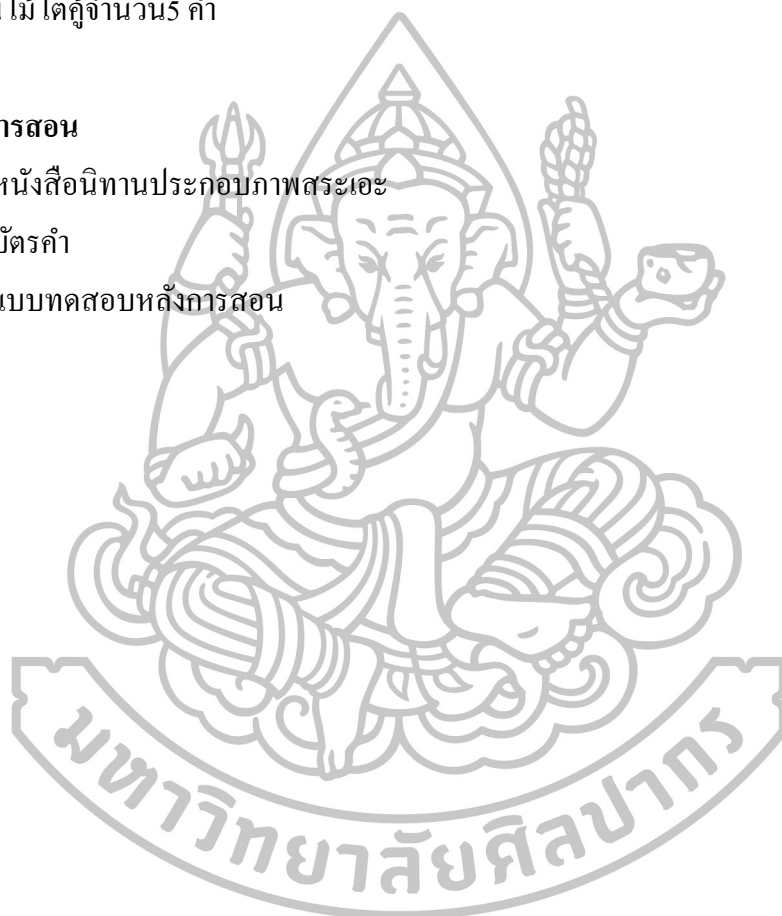 ไม้ไต่คู้จำนวน5 คำ
ารสอน
หนังสือนิทานประกอบภาพสระเอะ
บัตรคำ
แบบทดสอบหลังการสอน
มหาวิทยาลัยศิลปากร